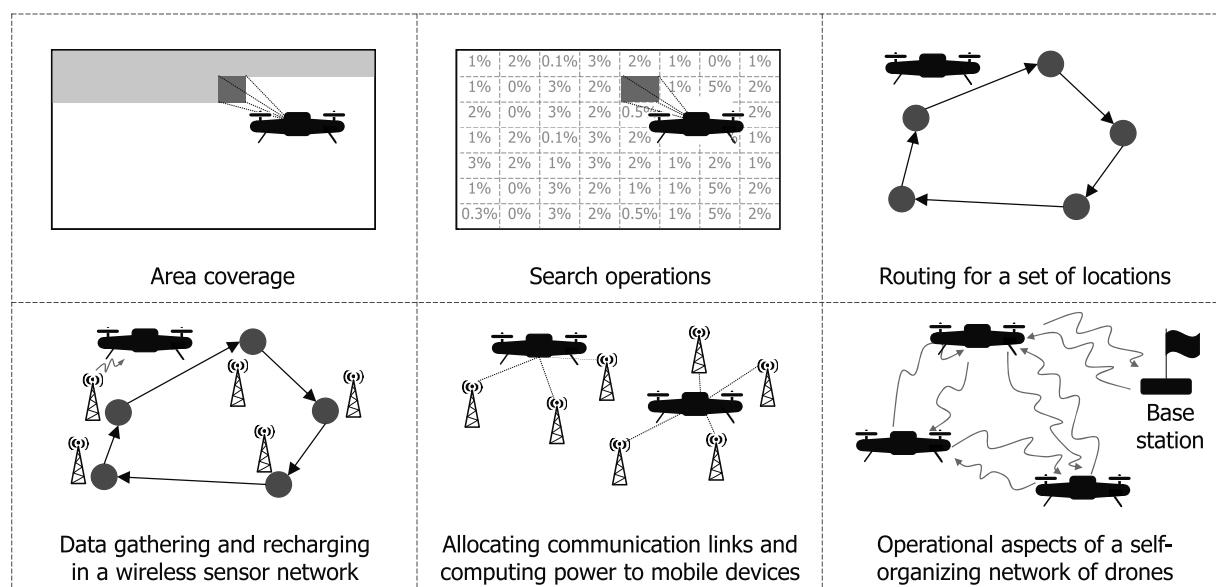 1% 2% 0.1% 3% 2% 1% 0% 1%
1% 0% 3% 2% 1% 5% 2%
2% 0% 3% 2% 0.5% 2%
1% 2% 0.1% 3% 2% 1%
3% 2% 1% 3% 2% 1% 2% 1%
1% 0% 3% 2% 1% 1% 5% 2%
0.3% 0% 3% 2% 0.5% 1% 5% 2%
Area coverage
Search operations
Routing for a set of locations
Base
station
Data gathering and recharging
in a wireless sensor network
Allocating communication links and
computing power to mobile devices
Operational aspects of a self-
organizing network of drones